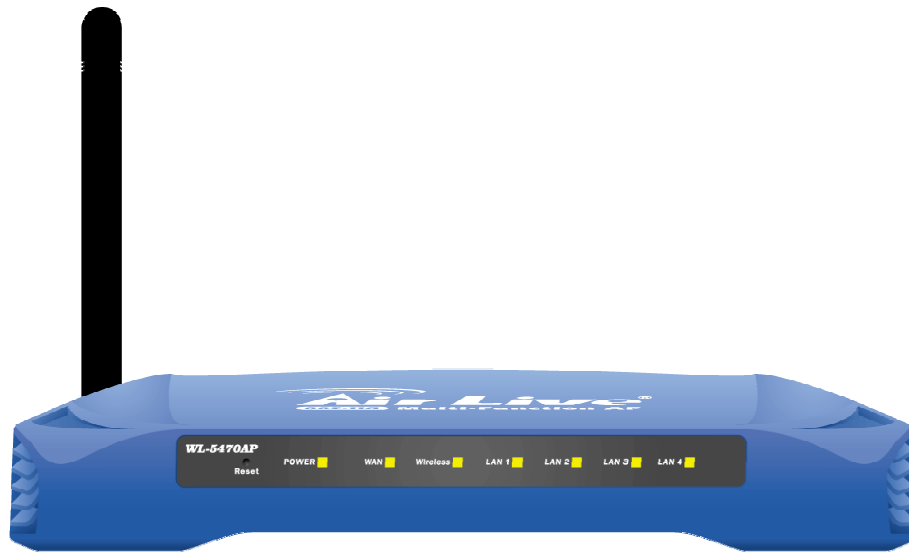 Air Live®
Multi-Function AP
WL-5470AP
Reset
POWER
WAN
Wireless
LAN 1
LAN 2
LAN 3
LAN 4